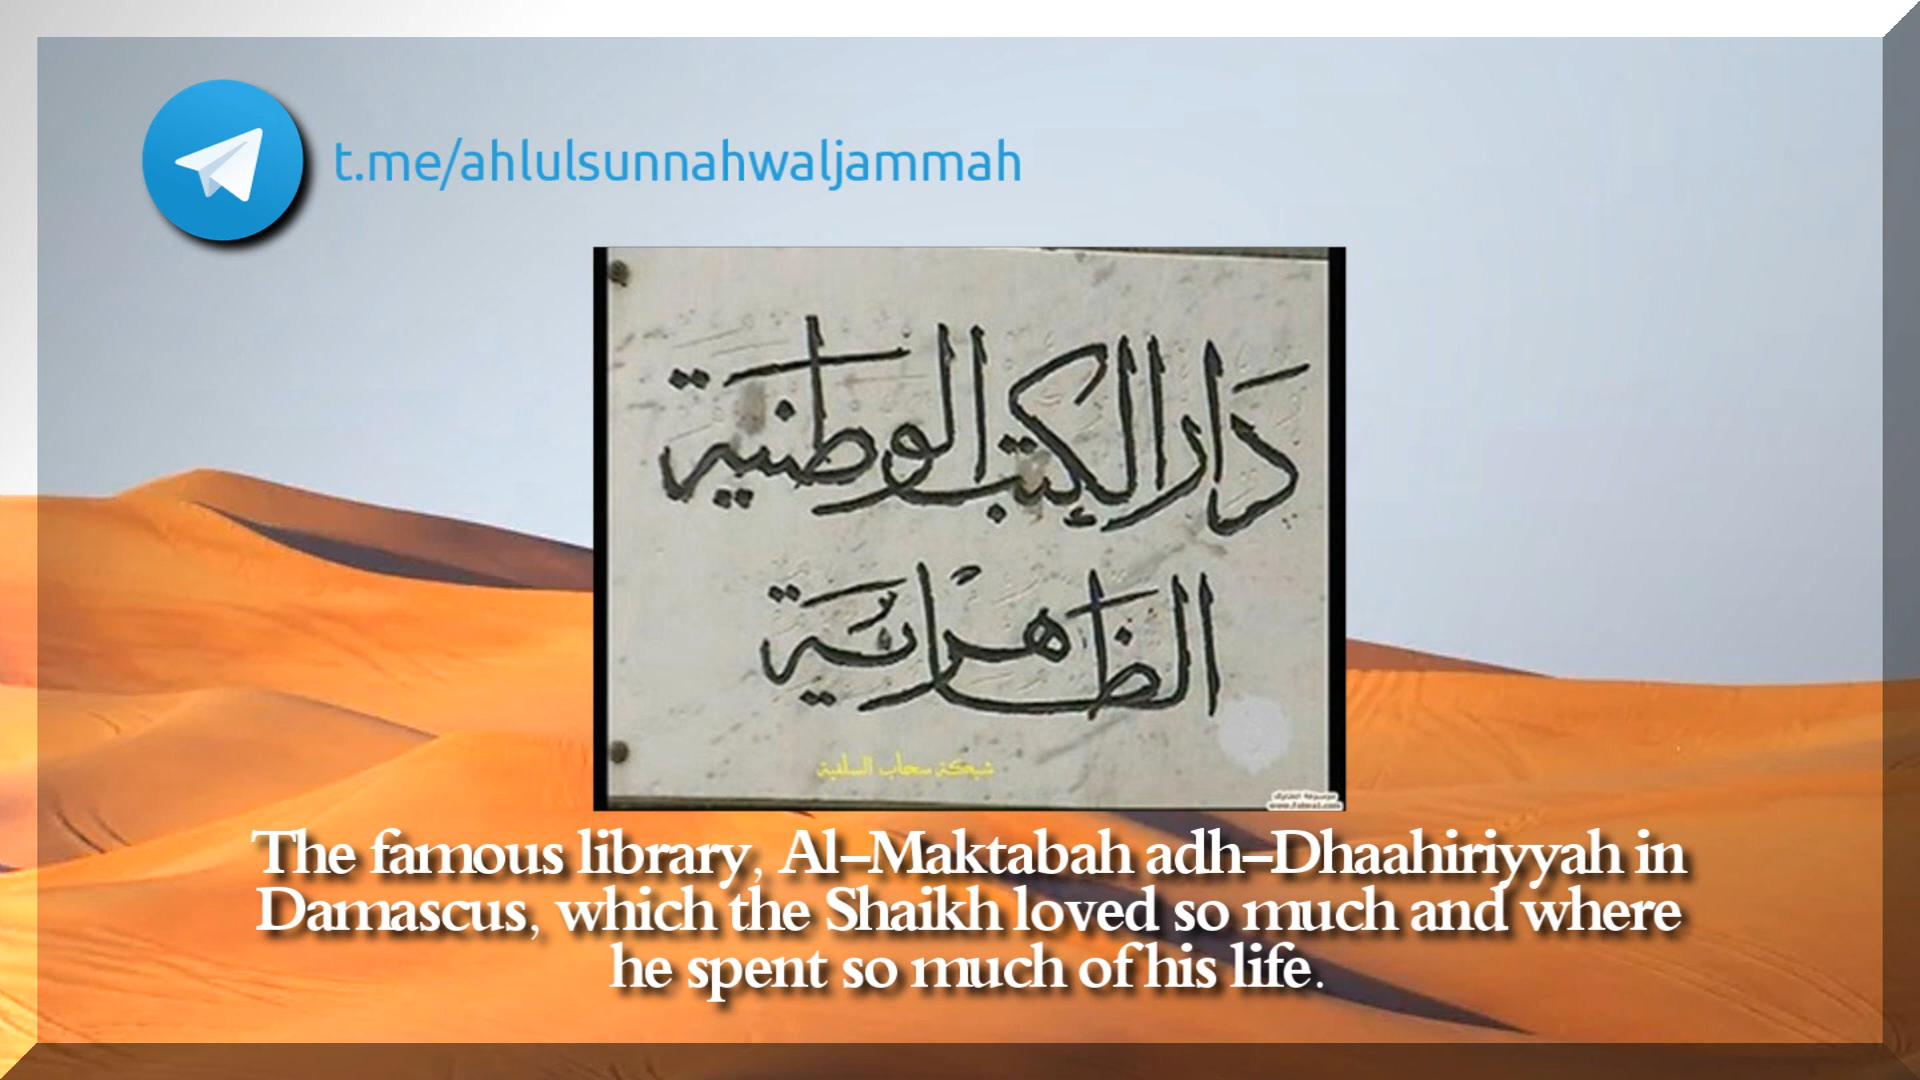 t.me/ahlulsunnahwaljammah
دار الكتب الوطنية
الظاهرية
شبكة سحاب السلفية
The famous library, Al–Maktabah adh–Dhaahiriyyah in
Damascus, which the Shaikh loved so much and where
he spent so much of his life.